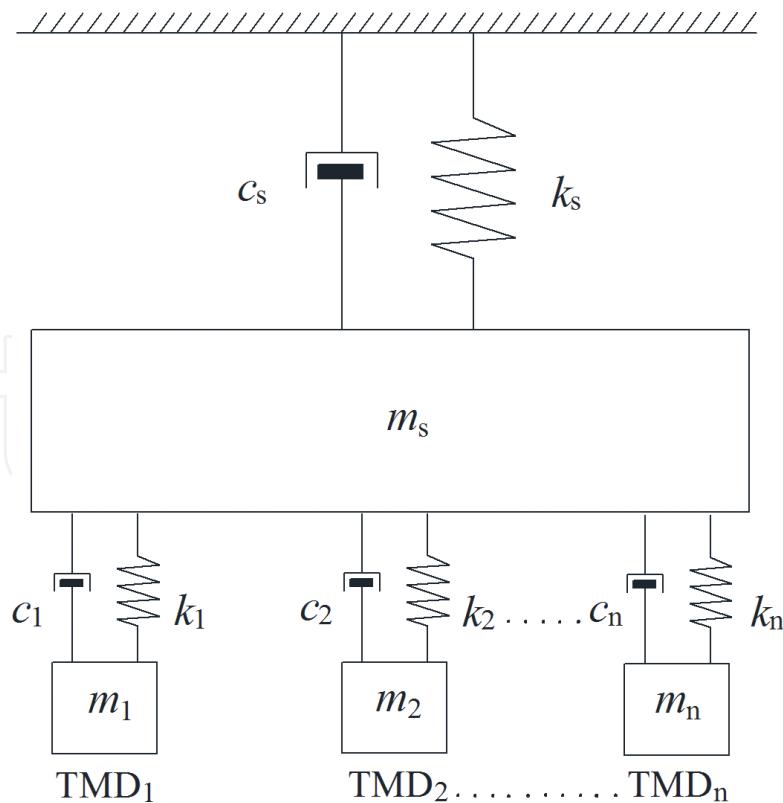 cs ks
ms
c1 k1 c2 k2 ..... cn kn
m1 m2 mn
TMD1 TMD2.........TMDn